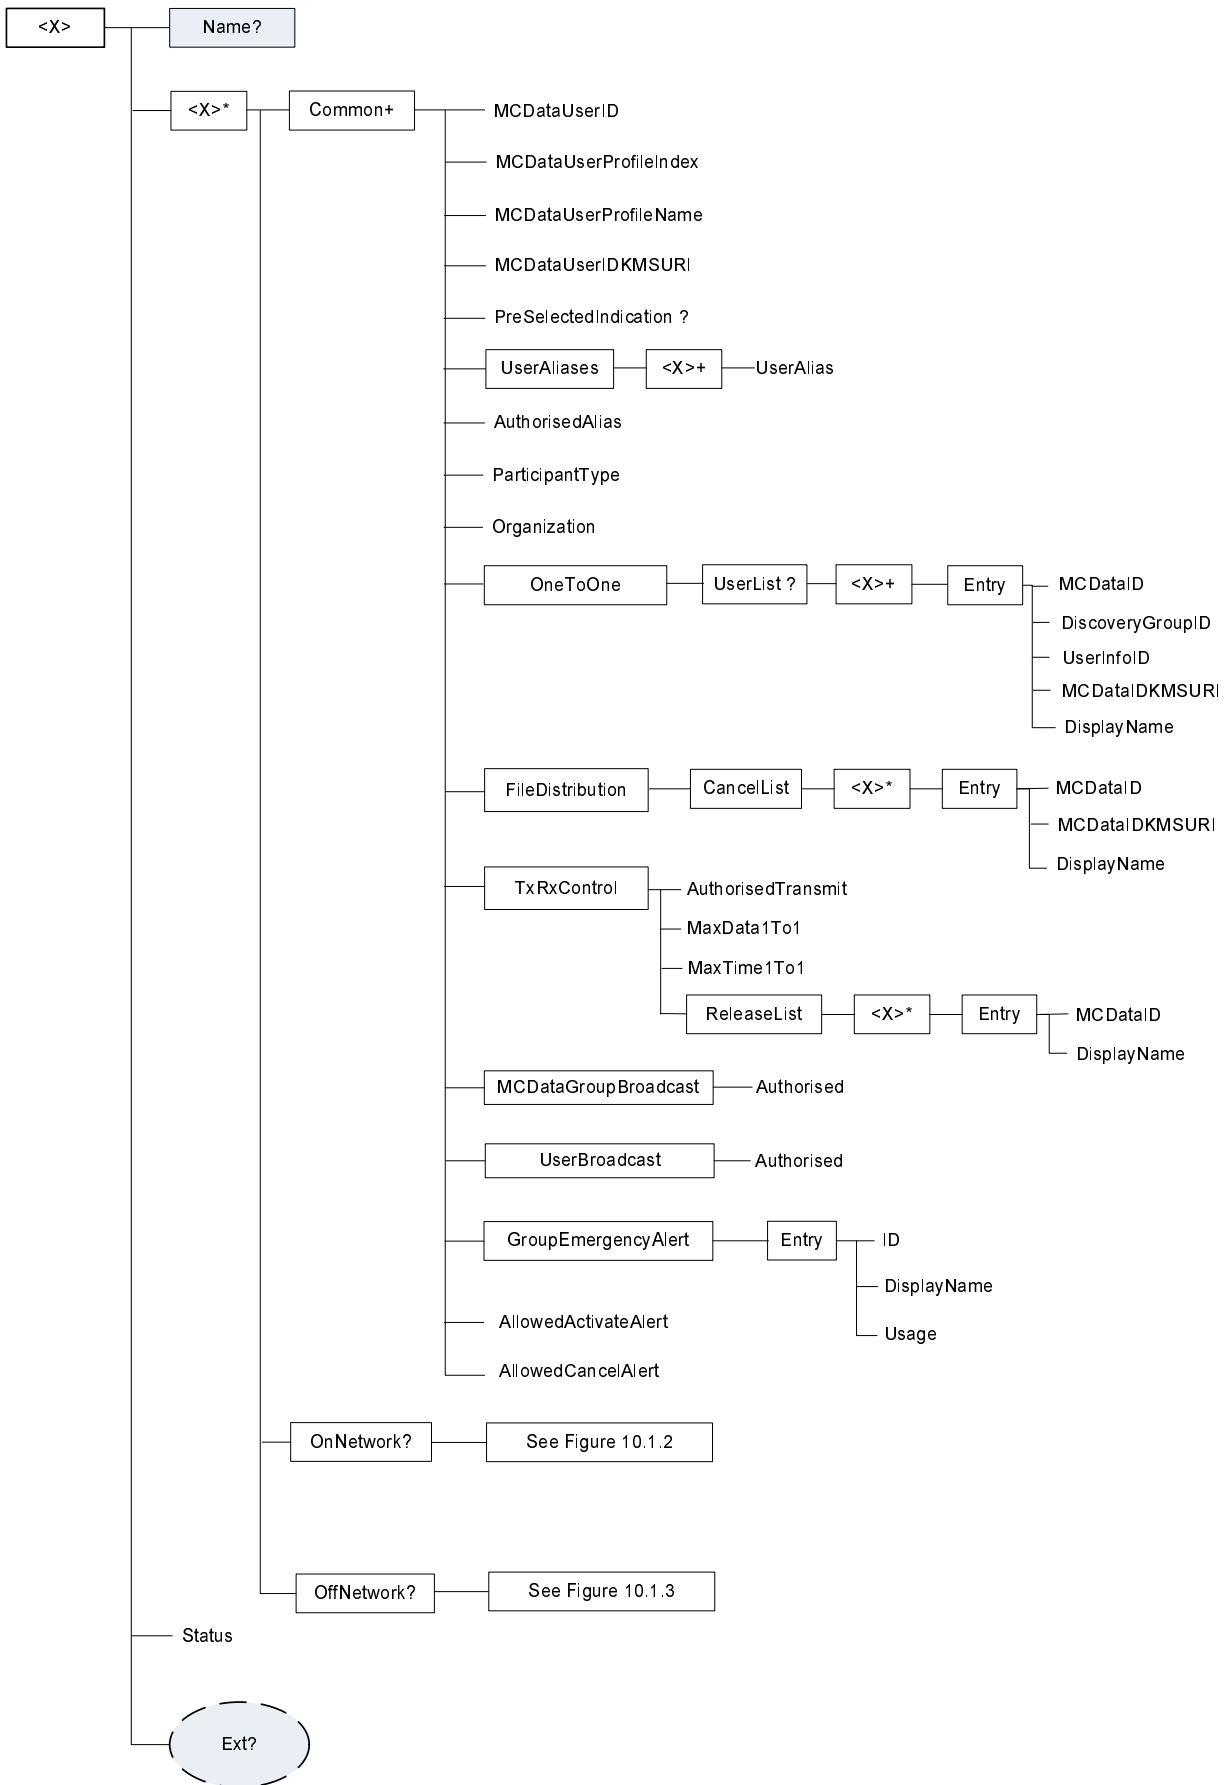 <X>
Name?
<X>*
Common+
MCDataUserID
MCDataUserProfileIndex
MCDataUserProfileName
MCDataUserIDKMSURI
PreSelectedIndication ?
UserAliases
<X>+
UserAlias
AuthorisedAlias
ParticipantType
Organization
OneToOne
UserList ?
<X>+
Entry
MCDataID
DiscoveryGroupID
UserInfoID
MCDataIDKMSURI
DisplayName
FileDistribution
CancelList
<X>*
Entry
MCDataID
MCDataIDKMSURI
DisplayName
TxRxControl
AuthorisedTransmit
MaxData1To1
MaxTime1To1
ReleaseList
<X>*
Entry
MCDataID
DisplayName
MCDataGroupBroadcast
Authorised
UserBroadcast
Authorised
GroupEmergencyAlert
Entry
ID
DisplayName
Usage
AllowedActivateAlert
AllowedCancelAlert
OnNetwork?
See Figure 10.1.2
OffNetwork?
See Figure 10.1.3
Status
Ext?